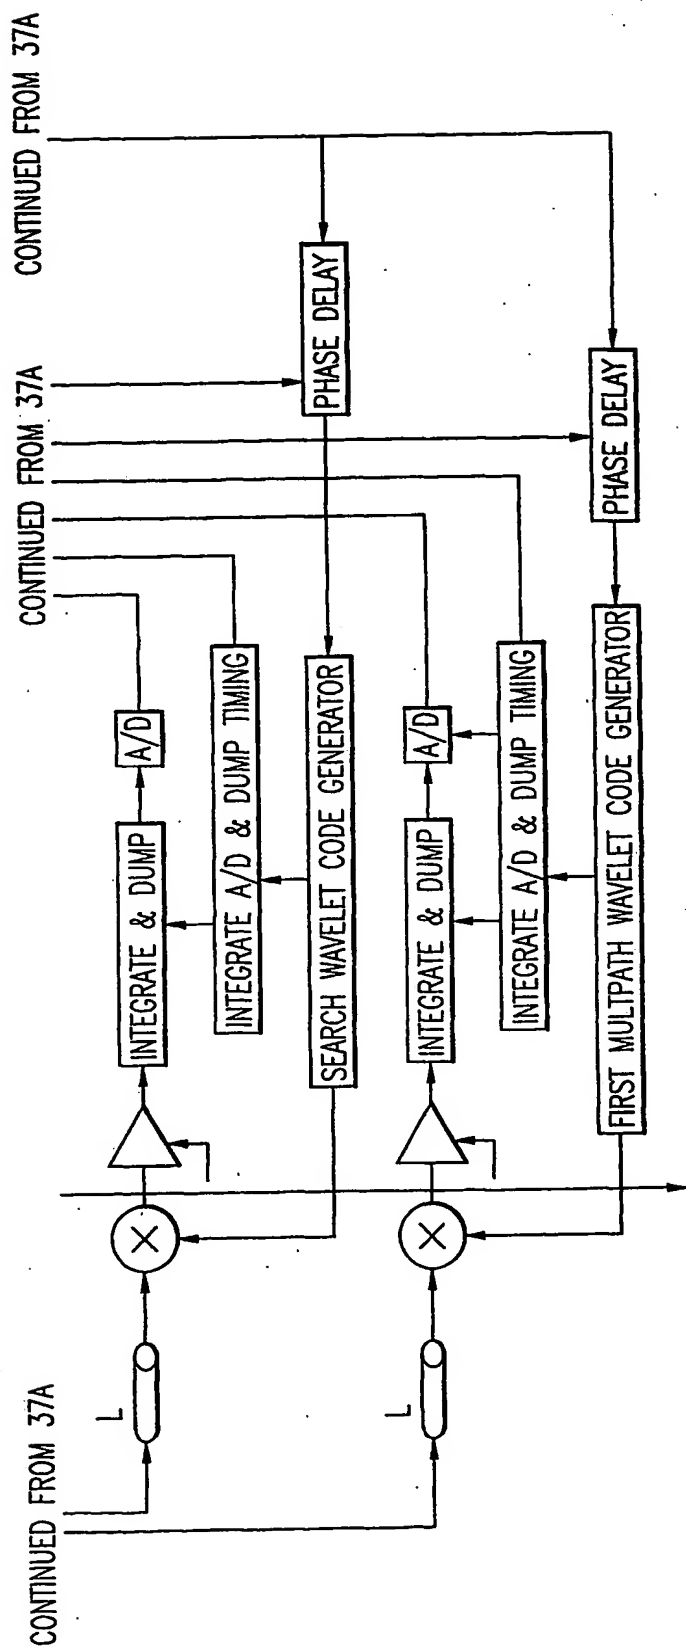 CONTINUED FROM 37A
CONTINUED FROM 37A
CONTINUED FROM 37A
L
INTEGRATE & DUMP
A/D
INTEGRATE A/D & DUMP TIMING
PHASE DELAY
SEARCH WAVELET CODE GENERATOR
L
INTEGRATE & DUMP
A/D
INTEGRATE A/D & DUMP TIMING
PHASE DELAY
FIRST MULTPATH WAVELET CODE GENERATOR